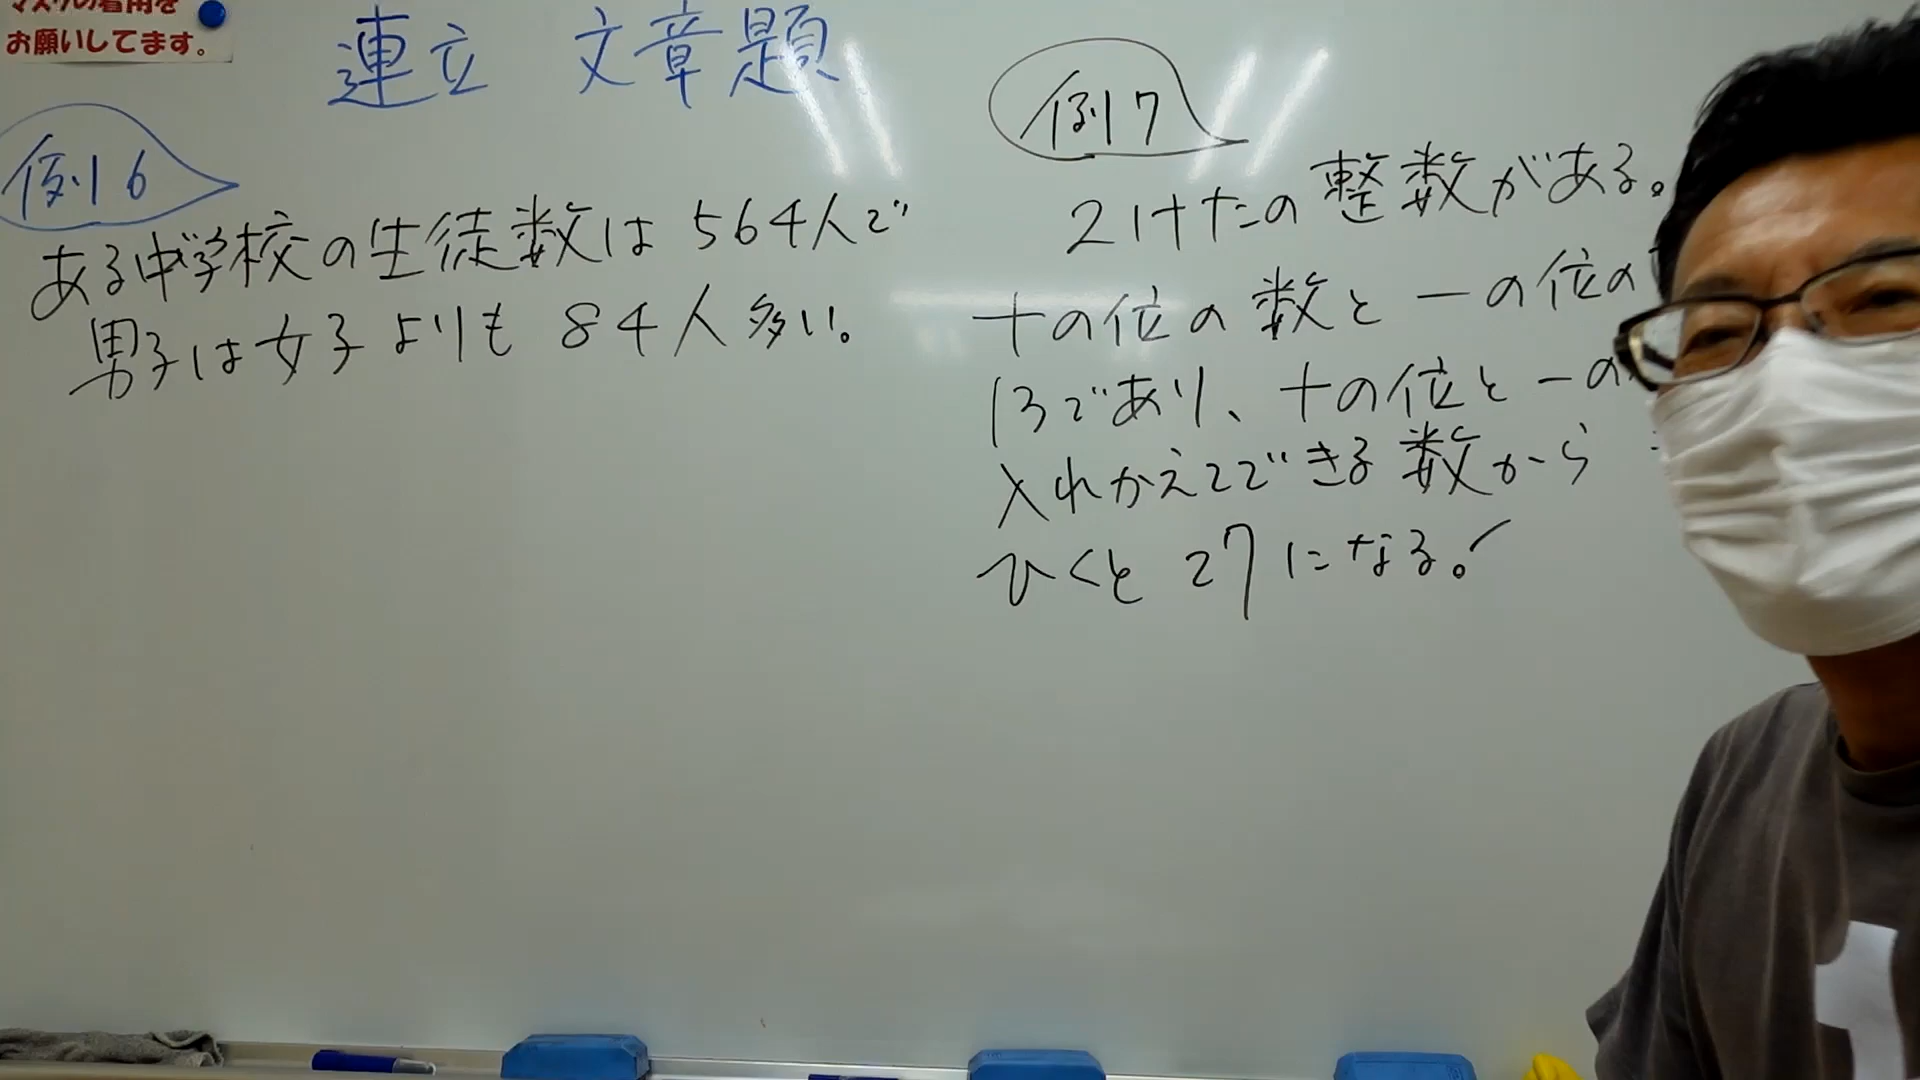 マスクの着用を
お願いしてます。
連立 文章題
例16
ある中学校の生徒数は 564人で
男子は女子よりも 84人多い。
例17
2けたの整数がある。
十の位の数と一の位の
13であり、十の位と一の
入れかえてできる数から
ひくと 27になる。